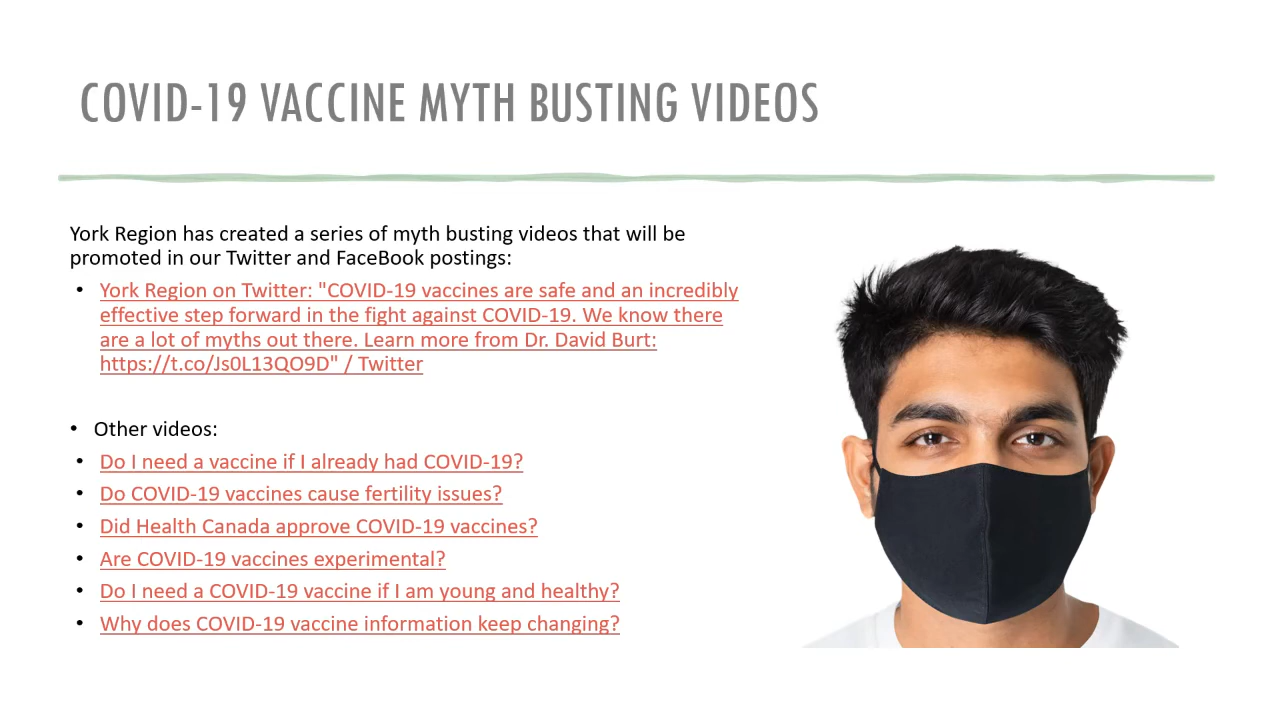 COVID-19 VACCINE MYTH BUSTING VIDEOS
York Region has created a series of myth busting videos that will be
promoted in our Twitter and FaceBook postings:
• York Region on Twitter: "COVID-19 vaccines are safe and an incredibly
effective step forward in the fight against COVID-19. We know there
are a lot of myths out there. Learn more from Dr. David Burt:
https://t.co/Js0L13QO9D" / Twitter
• Other videos:
• Do I need a vaccine if I already had COVID-19?
• Do COVID-19 vaccines cause fertility issues?
• Did Health Canada approve COVID-19 vaccines?
• Are COVID-19 vaccines experimental?
• Do I need a COVID-19 vaccine if I am young and healthy?
• Why does COVID-19 vaccine information keep changing?